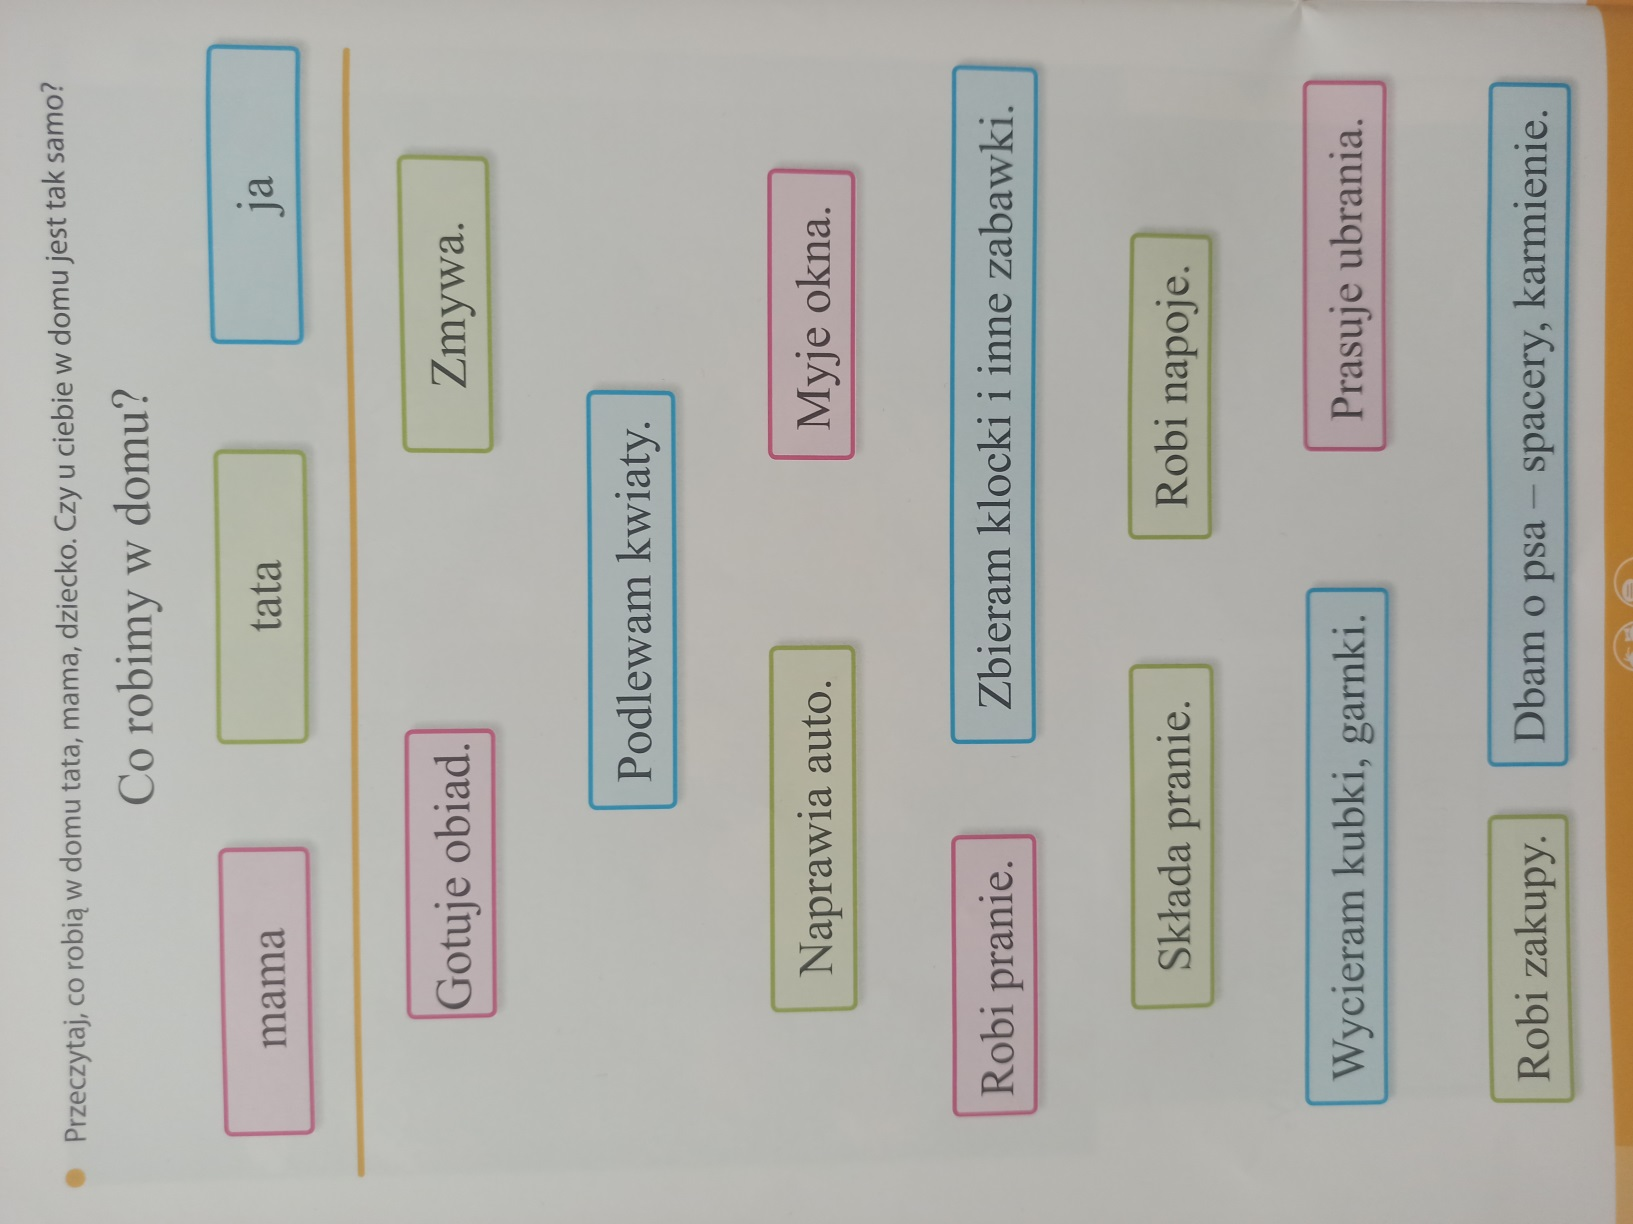 Przeczytaj, co robią w domu tata, mama, dziecko. Czy u ciebie w domu jest tak samo?
Co robimy w domu?
mama tata ja
Gotuje obiad. Zmywa.
Podlewam kwiaty.
Naprawia auto. Myje okna.
Robi pranie. Zbieram klocki i inne zabawki.
Składa pranie. Robi napoje.
Wycieram kubki, garnki. Prasuje ubrania.
Robi zakupy. Dbam o psa – spacery, karmienie.